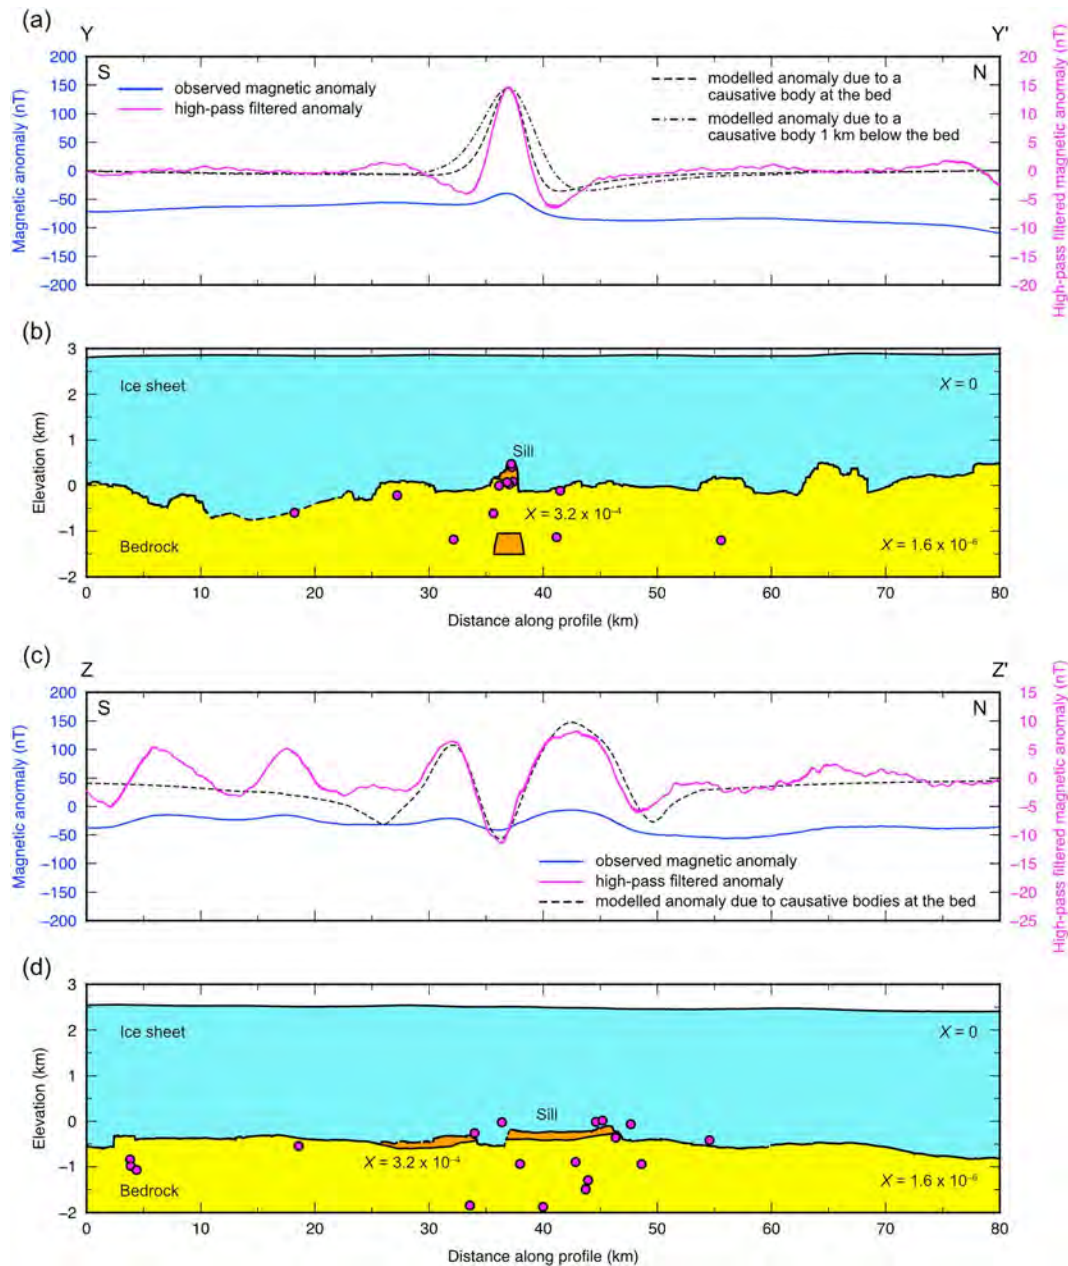 (a)
Y
Y'
S
N
200
150
100
50
0
−50
−100
−150
−200
Magnetic anomaly (nT)
observed magnetic anomaly
high-pass filtered anomaly
modelled anomaly due to a
causative body at the bed
modelled anomaly due to a
causative body 1 km below the bed
20
15
10
5
0
−5
−10
−15
−20
High-pass filtered magnetic anomaly (nT)
(b)
3
2
1
0
−1
−2
Elevation (km)
Ice sheet
X = 0
Sill
X = 3.2 x 10⁻⁴
Bedrock
X = 1.6 x 10⁻⁶
0 10 20 30 40 50 60 70 80
Distance along profile (km)
(c)
Z
Z'
S
N
200
150
100
50
0
−50
−100
−150
−200
Magnetic anomaly (nT)
observed magnetic anomaly
high-pass filtered anomaly
modelled anomaly due to causative bodies at the bed
15
10
5
0
−5
−10
−15
−20
−25
High-pass filtered magnetic anomaly (nT)
(d)
3
2
1
0
−1
−2
Elevation (km)
Ice sheet
X = 0
Sill
X = 3.2 x 10⁻⁴
Bedrock
X = 1.6 x 10⁻⁶
0 10 20 30 40 50 60 70 80
Distance along profile (km)